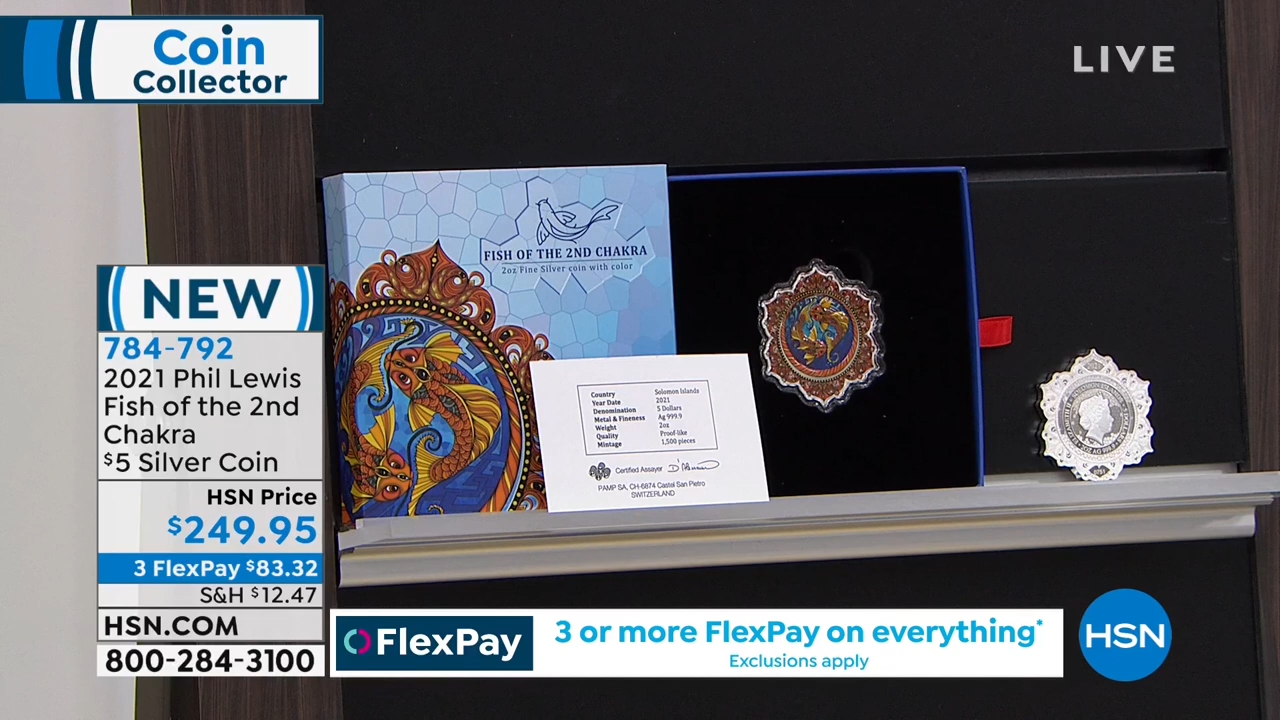 Coin
Collector
LIVE
NEW
784-792
2021 Phil Lewis
Fish of the 2nd
Chakra
$5 Silver Coin
HSN Price
$249.95
3 FlexPay $83.32
S&H $12.47
HSN.COM
800-284-3100
FISH OF THE 2ND CHAKRA
2oz Fine Silver coin with color
Country Solomon Islands
Year Date 2021
Denomination 5 Dollars
Metal & Fineness Ag 999.9
Weight 2oz
Quality Proof-like
Mintage 1,500 pieces
Certified Assayer
PAMP SA, CH-6874 Castel San Pietro
SWITZERLAND
FlexPay
3 or more FlexPay on everything*
Exclusions apply
HSN